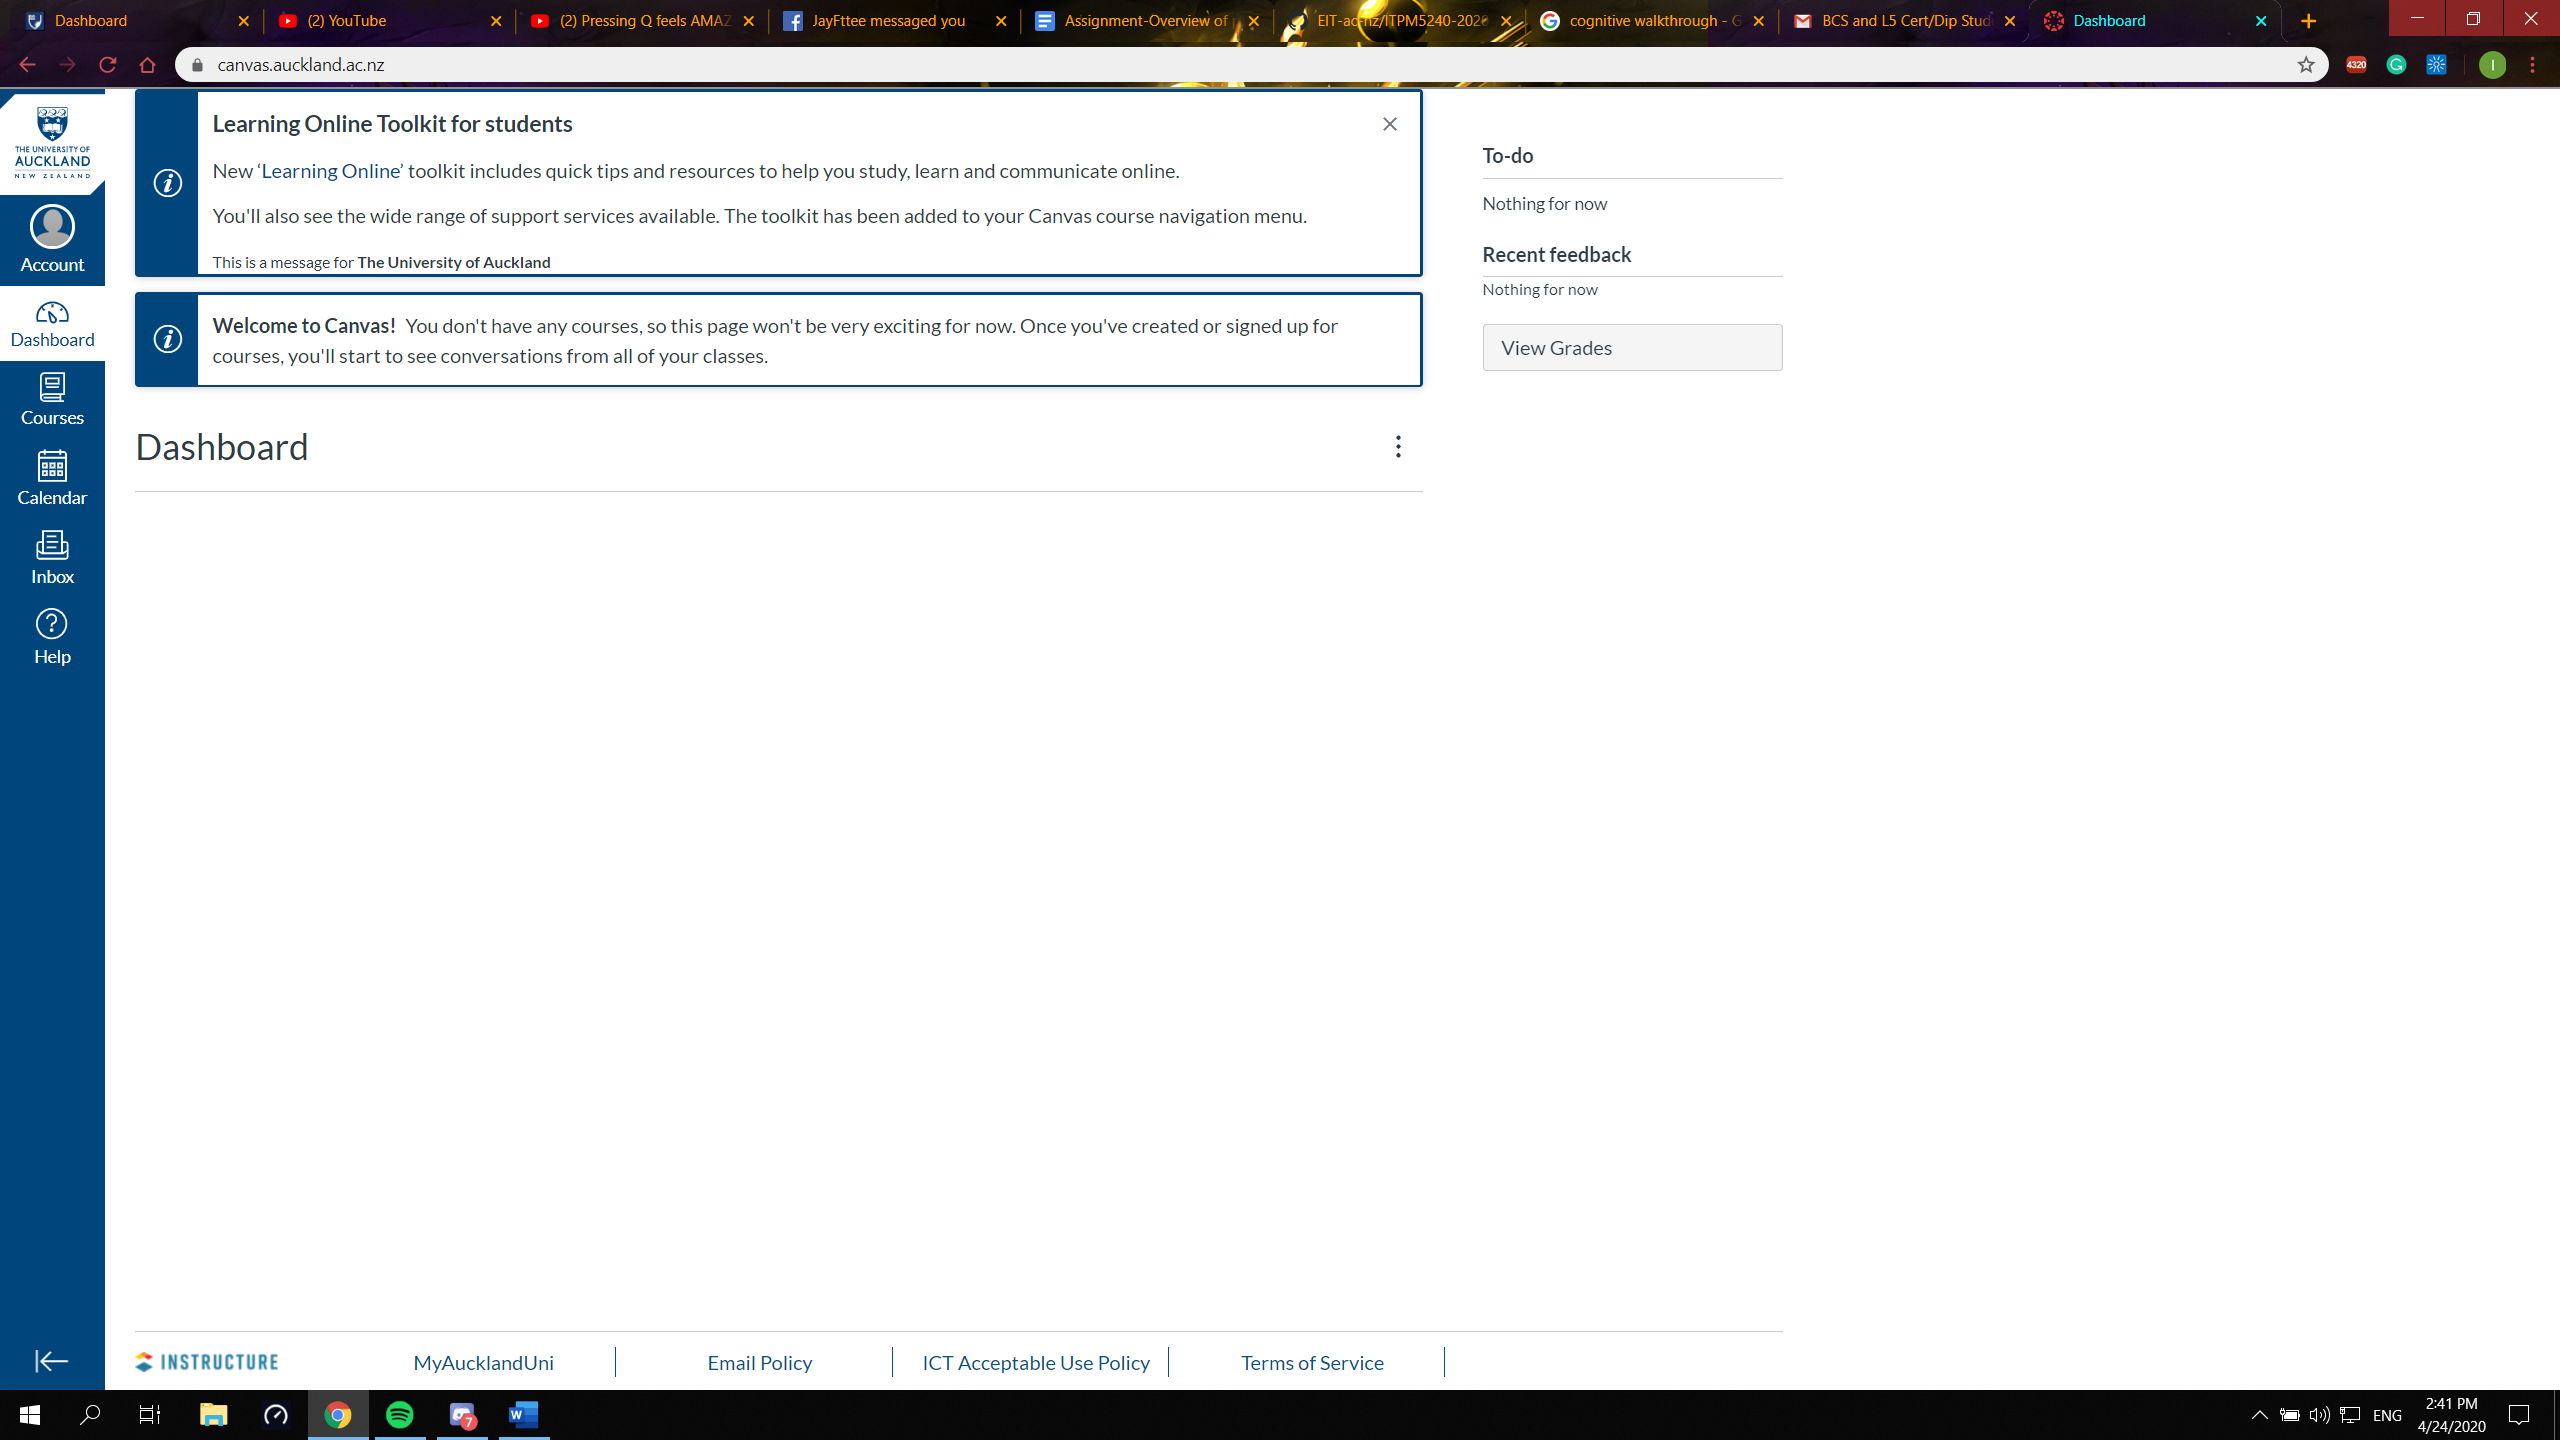 Dashboard
(2) YouTube
(2) Pressing Q feels AMAZ
JayFttee messaged you
Assignment-Overview of
EIT-ac-nz/ITPM5240-2020
cognitive walkthrough - G
BCS and L5 Cert/Dip Stud
Dashboard
canvas.auckland.ac.nz
4320
I
THE UNIVERSITY OF
AUCKLAND
NEW ZEALAND
Account
Dashboard
Courses
Calendar
Inbox
Help
Learning Online Toolkit for students
New ‘Learning Online’ toolkit includes quick tips and resources to help you study, learn and communicate online.
You'll also see the wide range of support services available. The toolkit has been added to your Canvas course navigation menu.
This is a message for The University of Auckland
Welcome to Canvas! You don't have any courses, so this page won't be very exciting for now. Once you've created or signed up for
courses, you'll start to see conversations from all of your classes.
Dashboard
To-do
Nothing for now
Recent feedback
Nothing for now
View Grades
INSTRUCTURE
MyAucklandUni
Email Policy
ICT Acceptable Use Policy
Terms of Service
7
ENG
2:41 PM
4/24/2020